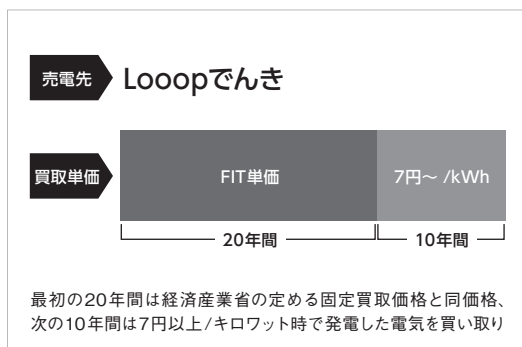 売電先 Looopでんき
買取単価 FIT単価 7円〜 /kWh
20年間 10年間
最初の20年間は経済産業省の定める固定買取価格と同価格、
次の10年間は7円以上/キロワット時で発電した電気を買い取り